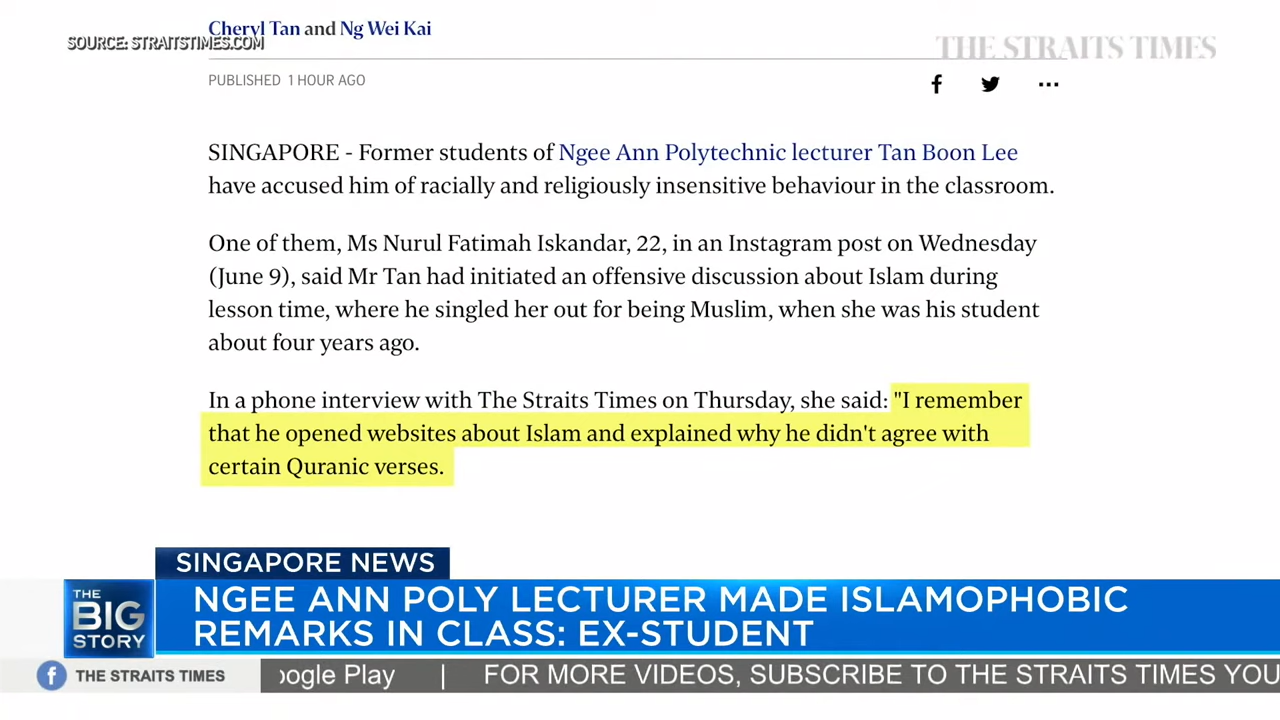 Cheryl Tan and Ng Wei Kai
SOURCE: STRAITSTIMES.COM
THE STRAITS TIMES
PUBLISHED 1 HOUR AGO
SINGAPORE - Former students of Ngee Ann Polytechnic lecturer Tan Boon Lee
have accused him of racially and religiously insensitive behaviour in the classroom.
One of them, Ms Nurul Fatimah Iskandar, 22, in an Instagram post on Wednesday
(June 9), said Mr Tan had initiated an offensive discussion about Islam during
lesson time, where he singled her out for being Muslim, when she was his student
about four years ago.
In a phone interview with The Straits Times on Thursday, she said: "I remember
that he opened websites about Islam and explained why he didn't agree with
certain Quranic verses.
SINGAPORE NEWS
THE
BIG
STORY
NGEE ANN POLY LECTURER MADE ISLAMOPHOBIC
REMARKS IN CLASS: EX-STUDENT
THE STRAITS TIMES
oogle Play | FOR MORE VIDEOS, SUBSCRIBE TO THE STRAITS TIMES YOU